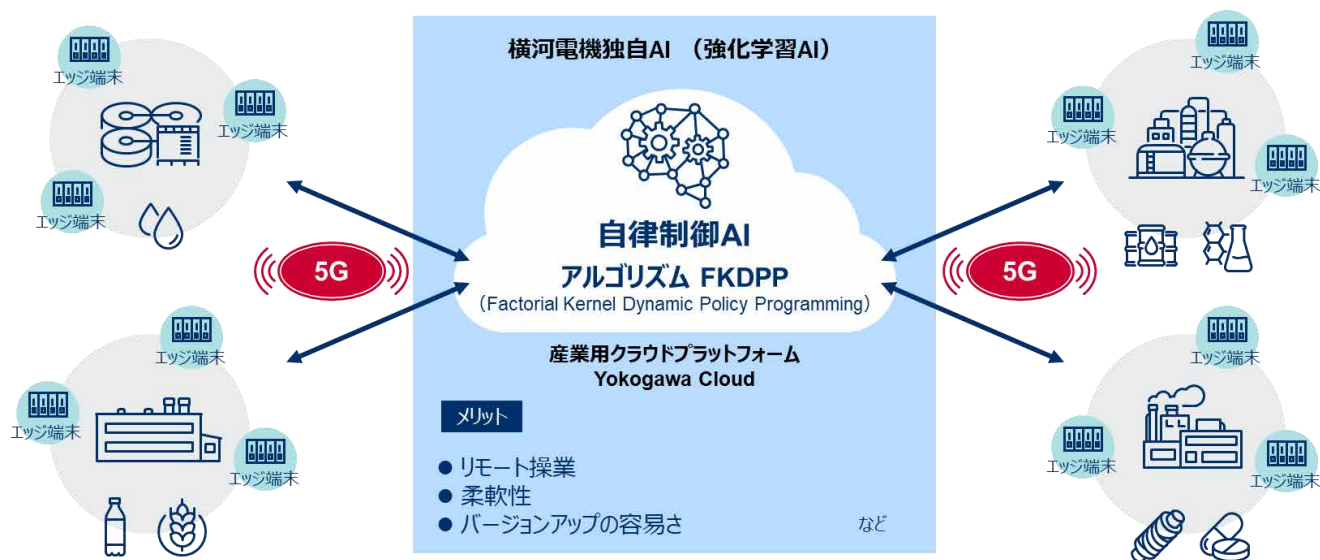 エッジ端末
エッジ端末
エッジ端末
5G
エッジ端末
エッジ端末
エッジ端末
横河電機独自AI （強化学習AI）
自律制御AI
アルゴリズム FKDPP
（Factorial Kernel Dynamic Policy Programming）
産業用クラウドプラットフォーム
Yokogawa Cloud
メリット
● リモート操業
● 柔軟性
● バージョンアップの容易さ など
エッジ端末
エッジ端末
エッジ端末
5G
エッジ端末
エッジ端末
エッジ端末